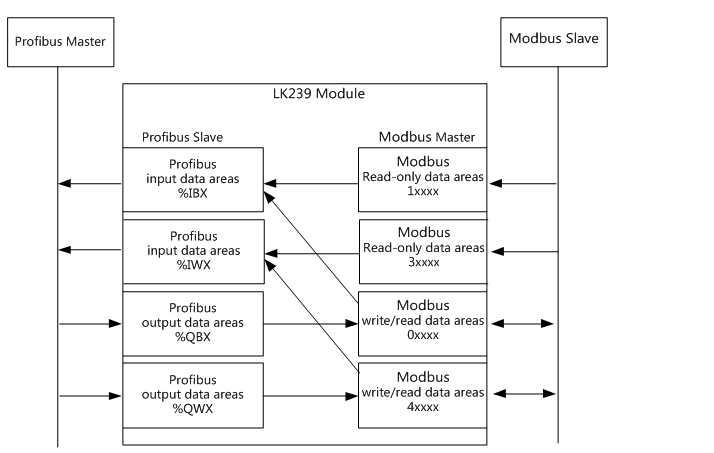 Profibus Master
Modbus Slave
LK239 Module
Profibus Slave
Modbus Master
Profibus
input data areas
%IBX
Modbus
Read-only data areas
1xxxx
Profibus
input data areas
%IWX
Modbus
Read-only data areas
3xxxx
Profibus
output data areas
%QBX
Modbus
write/read data areas
0xxxx
Profibus
output data areas
%QWX
Modbus
write/read data areas
4xxxx